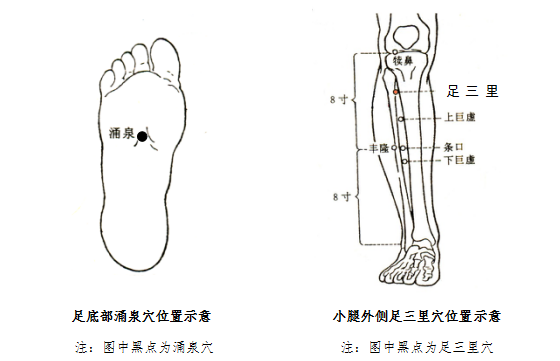 涌泉
犊鼻
足三里
8寸
上巨虚
丰隆
条口
下巨虚
8寸
足底部涌泉穴位置示意
小腿外侧足三里穴位置示意
注：图中黑点为涌泉穴
注：图中黑点为足三里穴